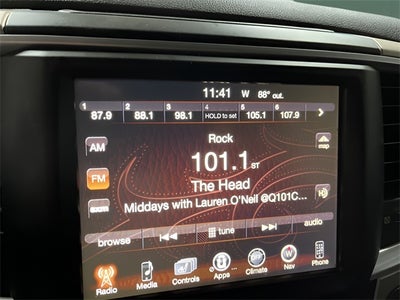 11:41 W 68° out.
1 2 3 4 5 6
87.9 88.1 98.1 HOLD to set 105.1 107.9
Rock
AM
101.1 ST
map
FM
The Head
HD
Middays with Lauren O'Neil @Q101C...
browse tune audio
Radio Media Controls Apps... Climate Nav Phone